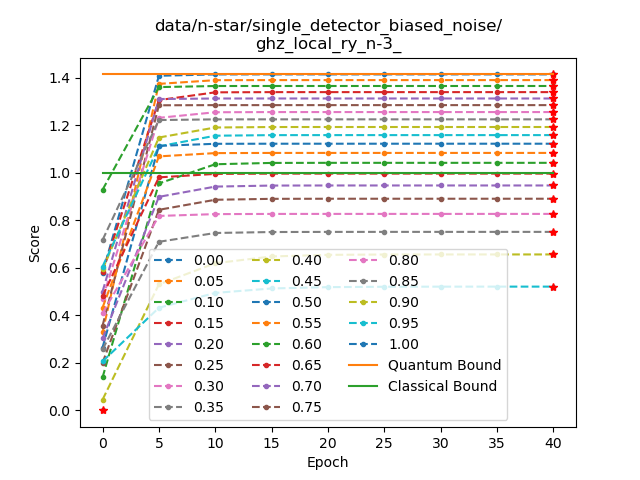 data/n-star/single_detector_biased_noise/
ghz_local_ry_n-3_
Score
1.4
1.2
1.0
0.8
0.6
0.4
0.2
0.0
0.00 0.40 0.80
0.05 0.45 0.85
0.10 0.50 0.90
0.15 0.55 0.95
0.20 0.60 1.00
0.25 0.65 Quantum Bound
0.30 0.70 Classical Bound
0.35 0.75
0 5 10 15 20 25 30 35 40
Epoch